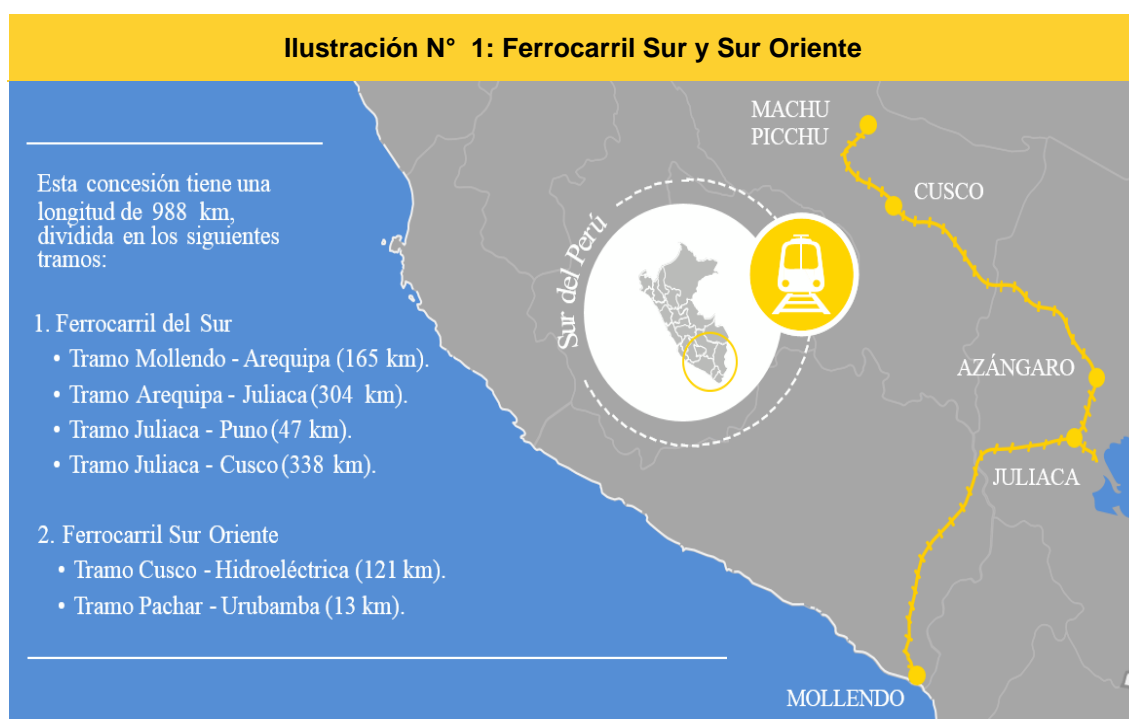 Ilustración N° 1: Ferrocarril Sur y Sur Oriente
Esta concesión tiene una
longitud de 988 km,
dividida en los siguientes
tramos:
1. Ferrocarril del Sur
• Tramo Mollendo - Arequipa (165 km).
• Tramo Arequipa - Juliaca (304 km).
• Tramo Juliaca - Puno (47 km).
• Tramo Juliaca - Cusco (338 km).
2. Ferrocarril Sur Oriente
• Tramo Cusco - Hidroeléctrica (121 km).
• Tramo Pachar - Urubamba (13 km).
Sur del Perú
MACHU
PICCHU
CUSCO
AZÁNGARO
JULIACA
MOLLENDO